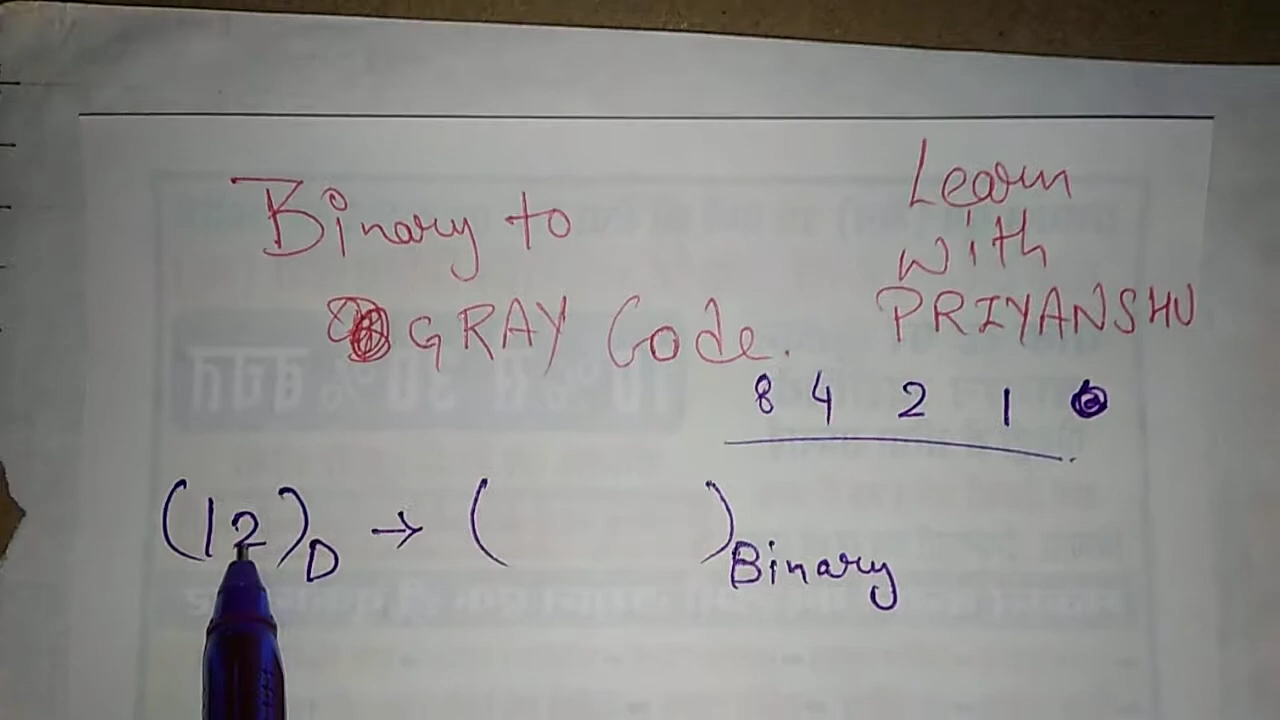 Binary to
GRAY Code.
Learn
with
PRIYANSHU
8 4 2 1
(12)D → ( )Binary